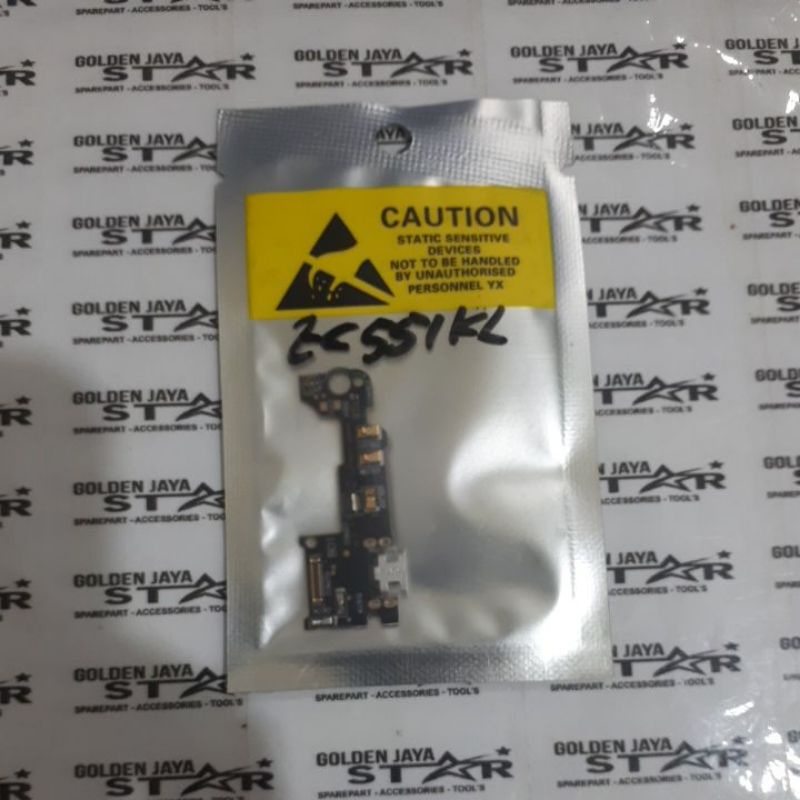 GOLDEN JAYA
STAR
SPAREPART - ACCESSORIES - TOOL'S
CAUTION
STATIC SENSITIVE
DEVICES
NOT TO BE HANDLED
BY UNAUTHORISED
PERSONNEL YX
ZC551KL